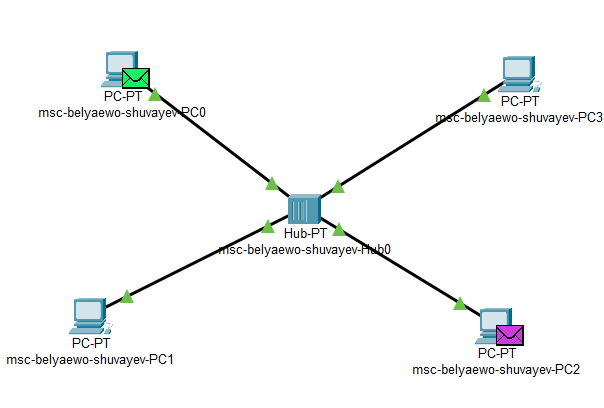 PC-PT
msc-belyaewo-shuvayev-PC0
PC-PT
msc-belyaewo-shuvayev-PC3
Hub-PT
msc-belyaewo-shuvayev-Hub0
PC-PT
msc-belyaewo-shuvayev-PC1
PC-PT
msc-belyaewo-shuvayev-PC2